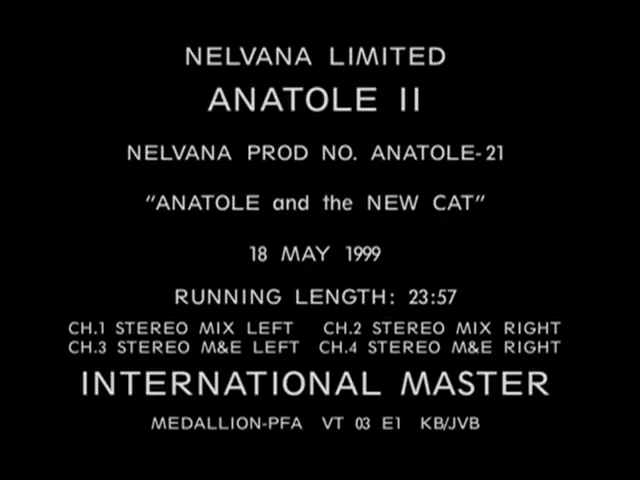 NELVANA LIMITED
ANATOLE II
NELVANA PROD NO. ANATOLE-21
"ANATOLE and the NEW CAT"
18 MAY 1999
RUNNING LENGTH: 23:57
CH.1 STEREO MIX LEFT CH.2 STEREO MIX RIGHT
CH.3 STEREO M&E LEFT CH.4 STEREO M&E RIGHT
INTERNATIONAL MASTER
MEDALLION-PFA VT 03 E1 KB/JVB